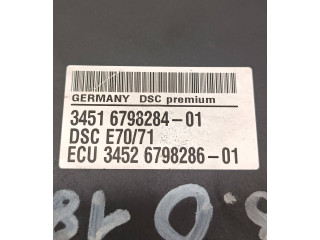 GERMANY DSC premium
3451 6798284-01
DSC E70/71
ECU 3452 6798286-01